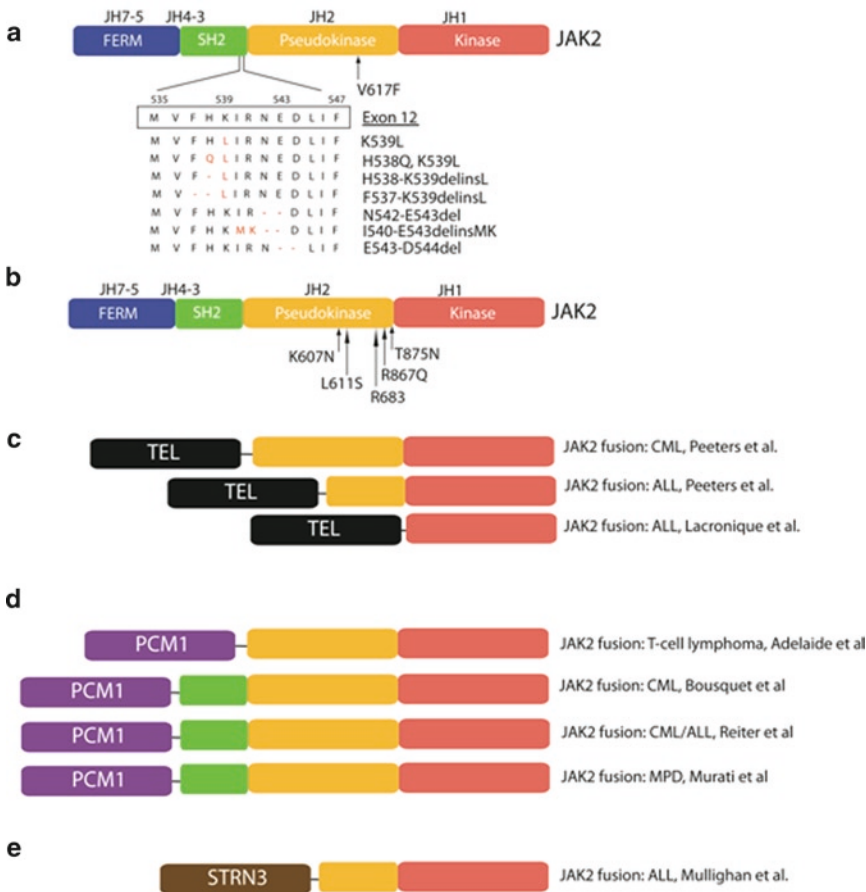 a
JH7-5 JH4-3 JH2 JH1
FERM SH2 Pseudokinase Kinase JAK2
V617F
535 539 543 547
M V F H K I R N E D L I F Exon 12
M V F H L I R N E D L I F K539L
M V F Q L I R N E D L I F H538Q, K539L
M V F - L I R N E D L I F H538-K539delinsL
M V - - L I R N E D L I F F537-K539delinsL
M V F H K I R - - D L I F N542-E543del
M V F H K M K - - D L I F I540-E543delinsMK
M V F H K I R N - - L I F E543-D544del
b
JH7-5 JH4-3 JH2 JH1
FERM SH2 Pseudokinase Kinase JAK2
K607N T875N
L611S R867Q
R683
c
TEL JAK2 fusion: CML, Peeters et al.
TEL JAK2 fusion: ALL, Peeters et al.
TEL JAK2 fusion: ALL, Lacronique et al.
d
PCM1 JAK2 fusion: T-cell lymphoma, Adelaide et al
PCM1 JAK2 fusion: CML, Bousquet et al
PCM1 JAK2 fusion: CML/ALL, Reiter et al
PCM1 JAK2 fusion: MPD, Murati et al
e
STRN3 JAK2 fusion: ALL, Mullighan et al.